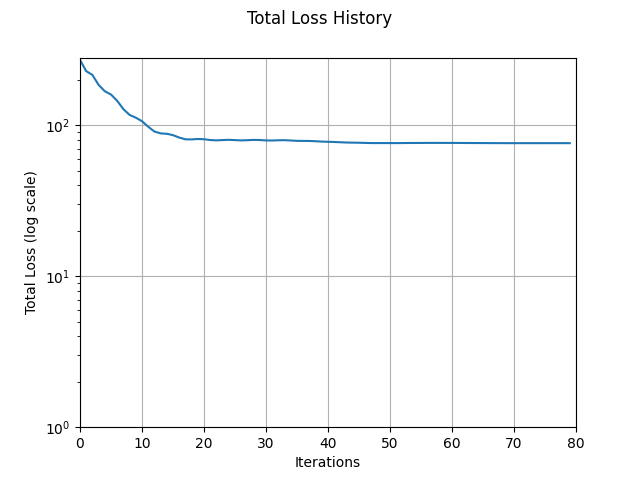 Total Loss History
Total Loss (log scale)
10²
10¹
10⁰
0 10 20 30 40 50 60 70 80
Iterations